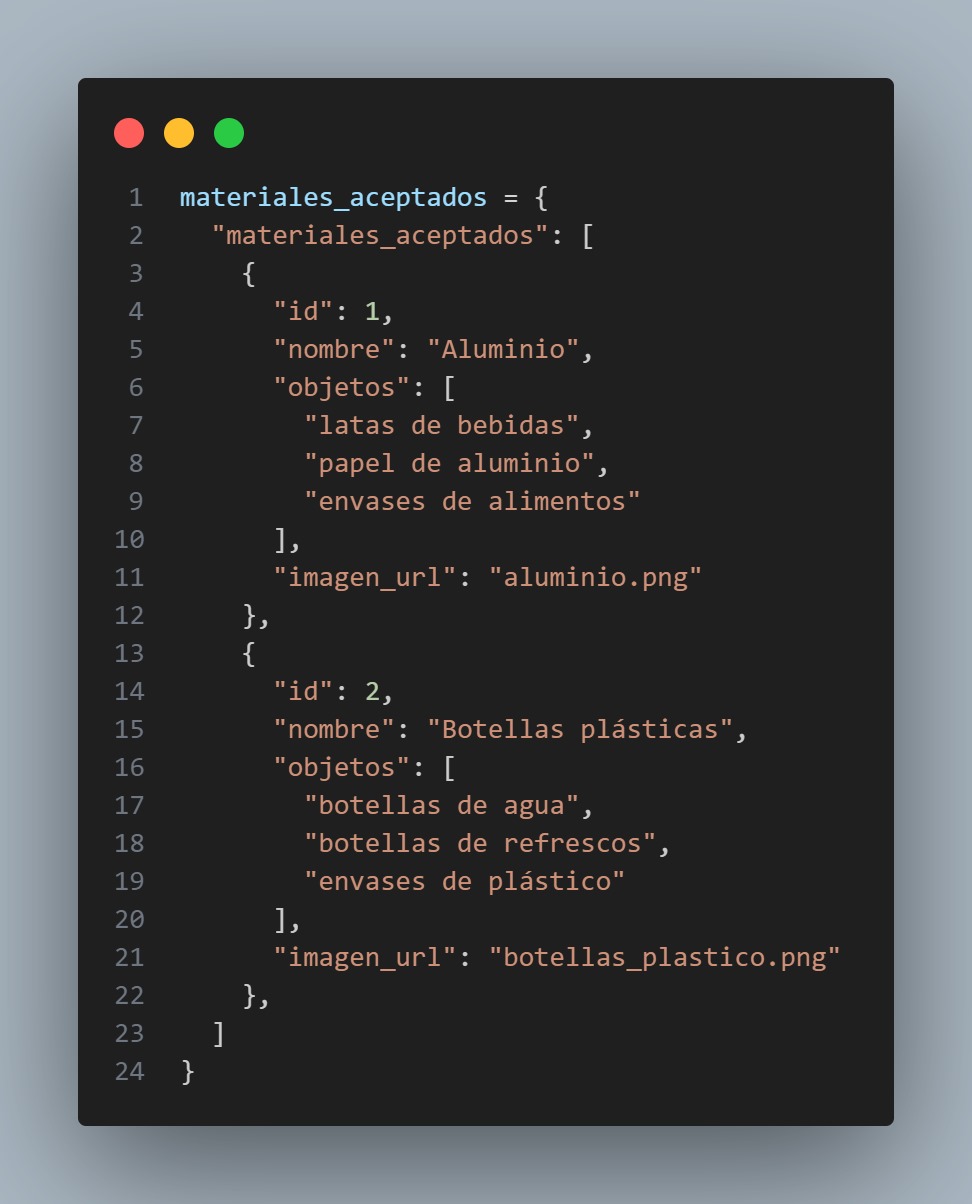 1 materiales_aceptados = {
2   "materiales_aceptados": [
3     {
4       "id": 1,
5       "nombre": "Aluminio",
6       "objetos": [
7         "latas de bebidas",
8         "papel de aluminio",
9         "envases de alimentos"
10       ],
11       "imagen_url": "aluminio.png"
12     },
13     {
14       "id": 2,
15       "nombre": "Botellas plásticas",
16       "objetos": [
17         "botellas de agua",
18         "botellas de refrescos",
19         "envases de plástico"
20       ],
21       "imagen_url": "botellas_plastico.png"
22     },
23   ]
24 }